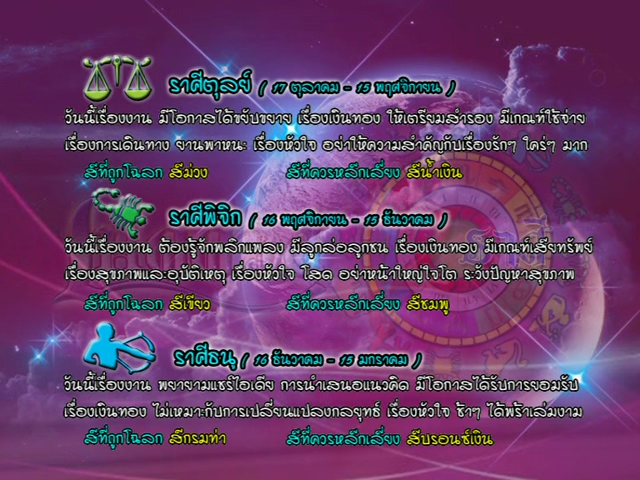 ราศีตุลย์ ( 17 ตุลาคม - 15 พฤศจิกายน )
วันนี้เรื่องงาน มีโอกาสได้ขยับขยาย เรื่องเงินทอง ให้เตรียมสำรอง มีเกณฑ์ใช้จ่าย
เรื่องการเดินทาง ยานพาหนะ เรื่องหัวใจ อย่าให้ความสำคัญกับเรื่องรักๆ ใคร่ๆ มาก
สีที่ถูกโฉลก สีม่วง สีที่ควรหลีกเลี่ยง สีน้ำเงิน
ราศีพิจิก ( 16 พฤศจิกายน - 15 ธันวาคม )
วันนี้เรื่องงาน ต้องรู้จักพลิกแพลง มีลูกล่อลูกชน เรื่องเงินทอง มีเกณฑ์เสียทรัพย์
เรื่องสุขภาพและอุบัติเหตุ เรื่องหัวใจ โสด อย่าหน้าใหญ่ใจโต ระวังปัญหาสุขภาพ
สีที่ถูกโฉลก สีเขียว สีที่ควรหลีกเลี่ยง สีชมพู
ราศีธนู ( 16 ธันวาคม - 15 มกราคม )
วันนี้เรื่องงาน พยายามแชร์ไอเดีย การนำเสนอแนวคิด มีโอกาสได้รับการยอมรับ
เรื่องเงินทอง ไม่เหมาะกับการเปลี่ยนแปลงกลยุทธ์ เรื่องหัวใจ ช้าๆ ได้พร้าเล่มงาม
สีที่ถูกโฉลก สีกรมท่า สีที่ควรหลีกเลี่ยง สีบรอนซ์เงิน